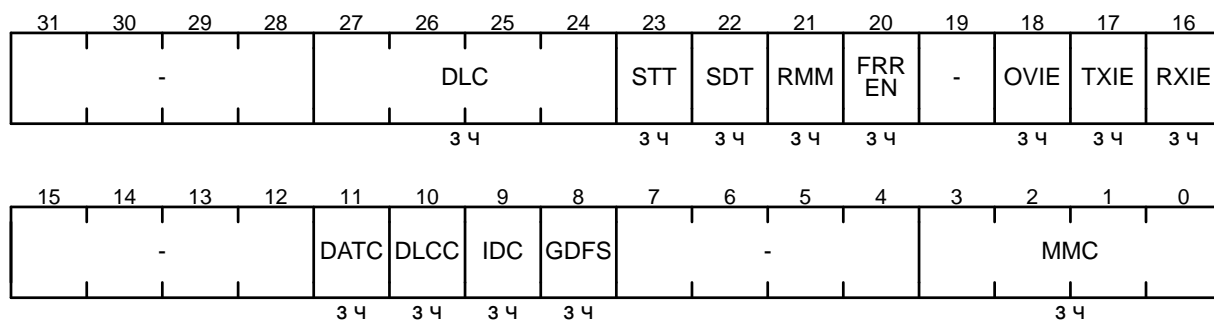 31 30 29 28 27 26 25 24 23 22 21 20 19 18 17 16
- DLC STT SDT RMM FRR EN - OVIE TXIE RXIE
з ч з ч з ч з ч з ч з ч з ч з ч
15 14 13 12 11 10 9 8 7 6 5 4 3 2 1 0
- DATC DLCC IDC GDFS - MMC
з ч з ч з ч з ч з ч